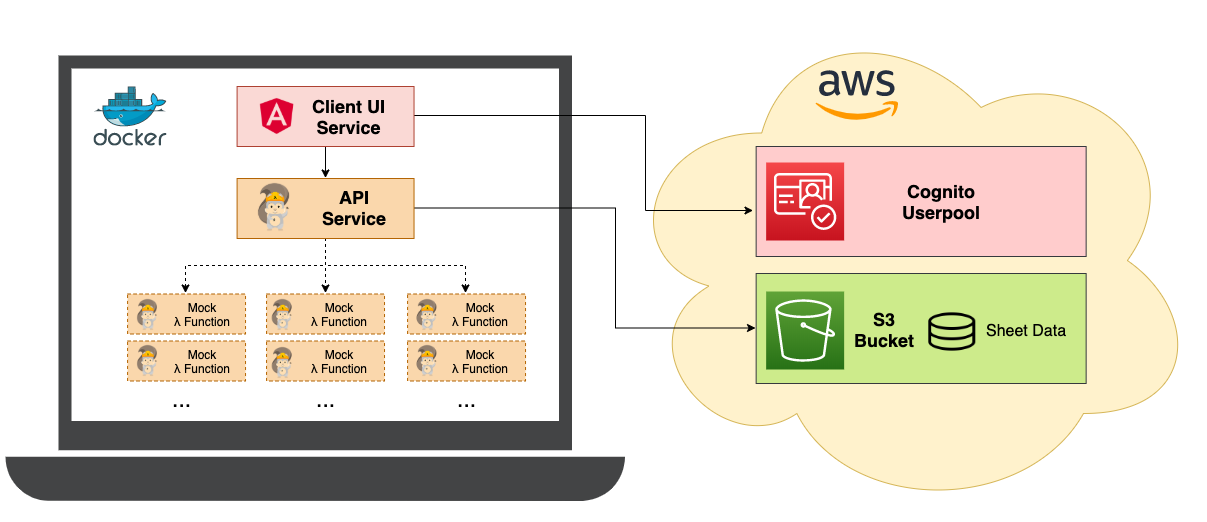 docker
Client UI
Service
API
Service
Mock
λ Function
Mock
λ Function
Mock
λ Function
Mock
λ Function
Mock
λ Function
Mock
λ Function
...
...
...
aws
Cognito
Userpool
S3
Bucket
Sheet Data